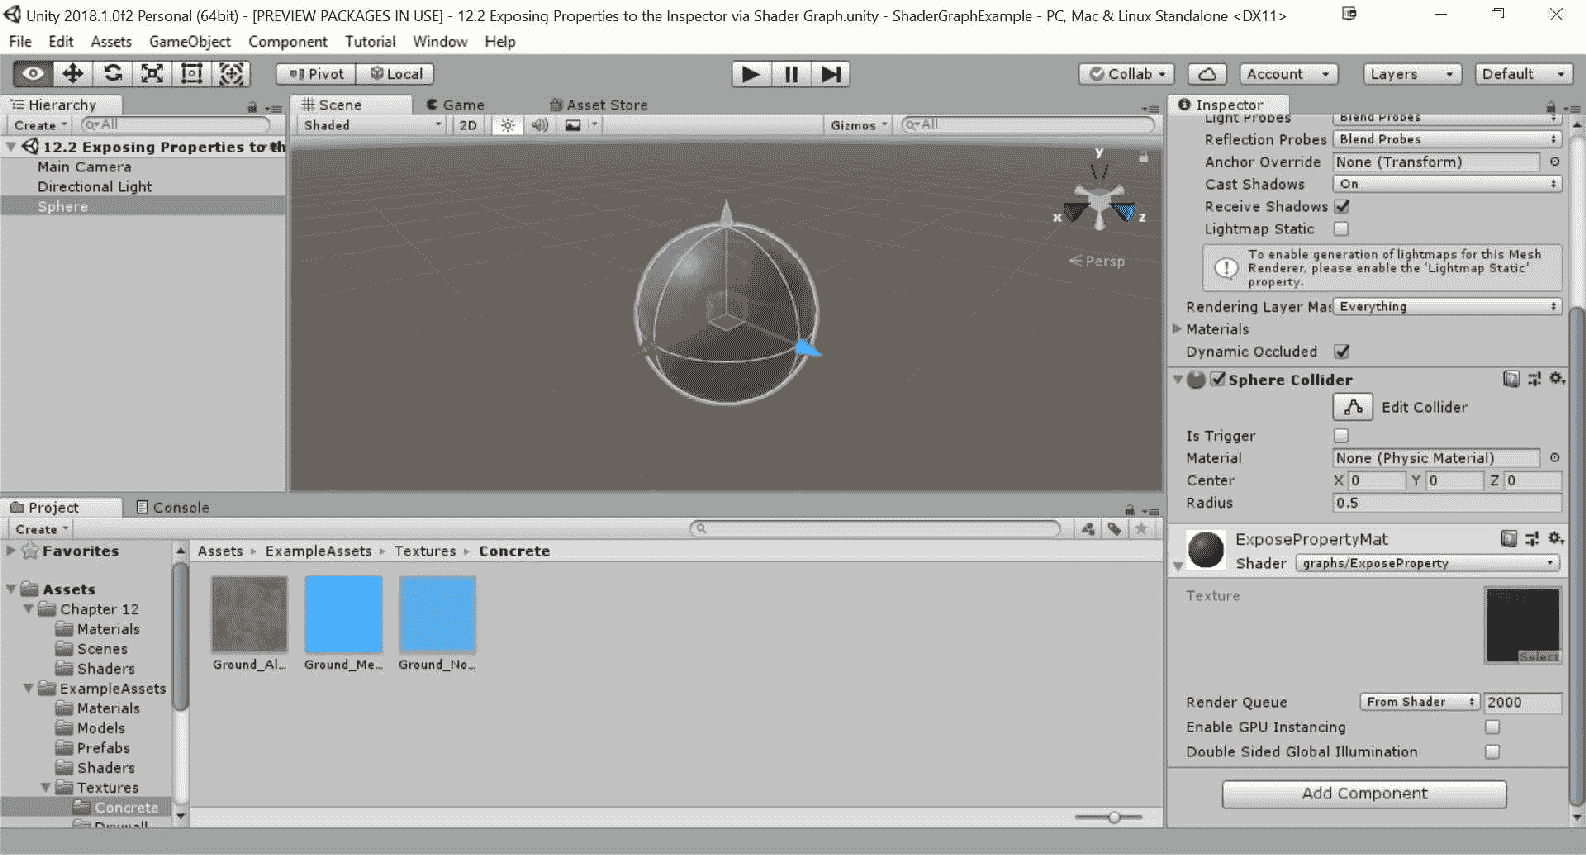 Unity 2018.1.0f2 Personal (64bit) - [PREVIEW PACKAGES IN USE] - 12.2 Exposing Properties to the Inspector via Shader Graph.unity - ShaderGraphExample - PC, Mac & Linux Standalone <DX11>
File Edit Assets GameObject Component Tutorial Window Help
Pivot Local Collab Account Layers Default
Hierarchy
Create All
12.2 Exposing Properties to th
Main Camera
Directional Light
Sphere
Scene Game Asset Store
Shaded 2D Gizmos All
y
x z
Persp
Inspector
Light Probes Blend Probes
Reflection Probes Blend Probes
Anchor Override None (Transform)
Cast Shadows On
Receive Shadows
Lightmap Static
To enable generation of lightmaps for this Mesh
Renderer, please enable the 'Lightmap Static'
property.
Rendering Layer Mas Everything
Materials
Dynamic Occluded
Sphere Collider
Edit Collider
Is Trigger
Material None (Physic Material)
Center X 0 Y 0 Z 0
Radius 0.5
ExposePropertyMat
Shader graphs/ExposeProperty
Texture
Select
Render Queue From Shader 2000
Enable GPU Instancing
Double Sided Global Illumination
Add Component
Project Console
Create
Favorites
Assets
Chapter 12
Materials
Scenes
Shaders
ExampleAssets
Materials
Models
Prefabs
Shaders
Textures
Concrete
Drywall
Assets ExampleAssets Textures Concrete
Ground_Al... Ground_Me... Ground_No...